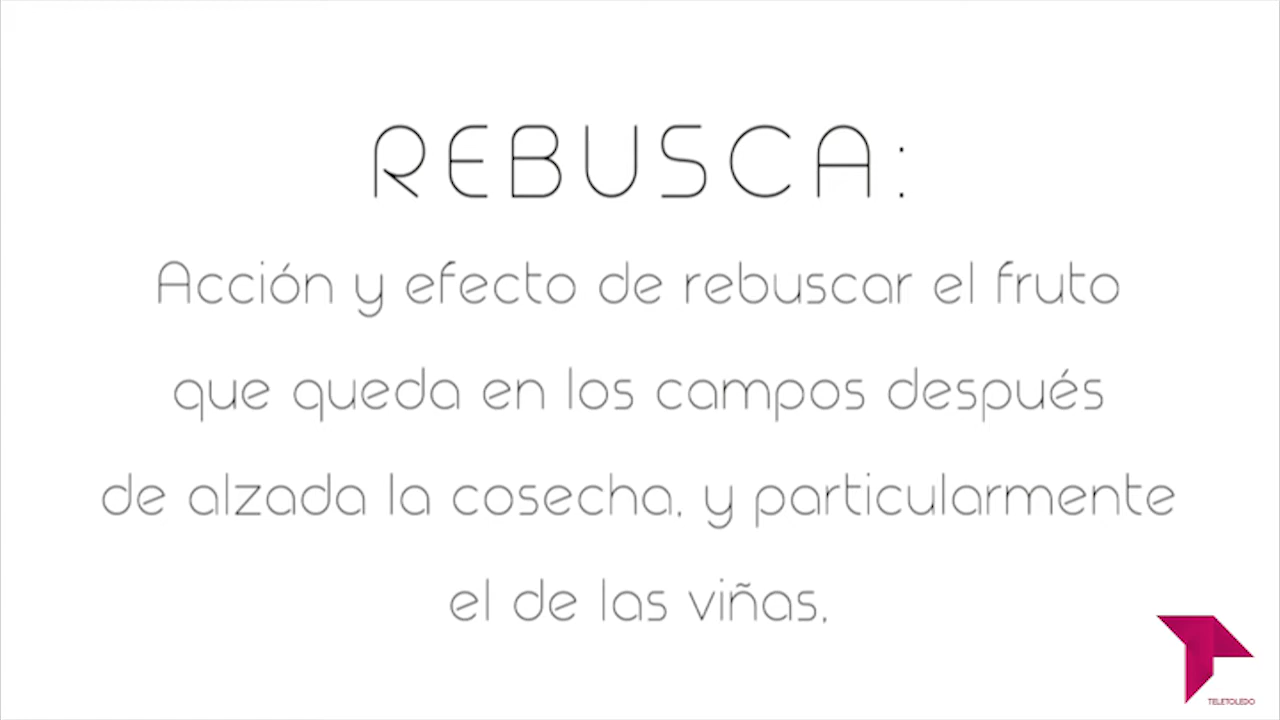 REBUSCA:
Acción y efecto de rebuscar el fruto
que queda en los campos después
de alzada la cosecha, y particularmente
el de las viñas,
TELETOLEDO